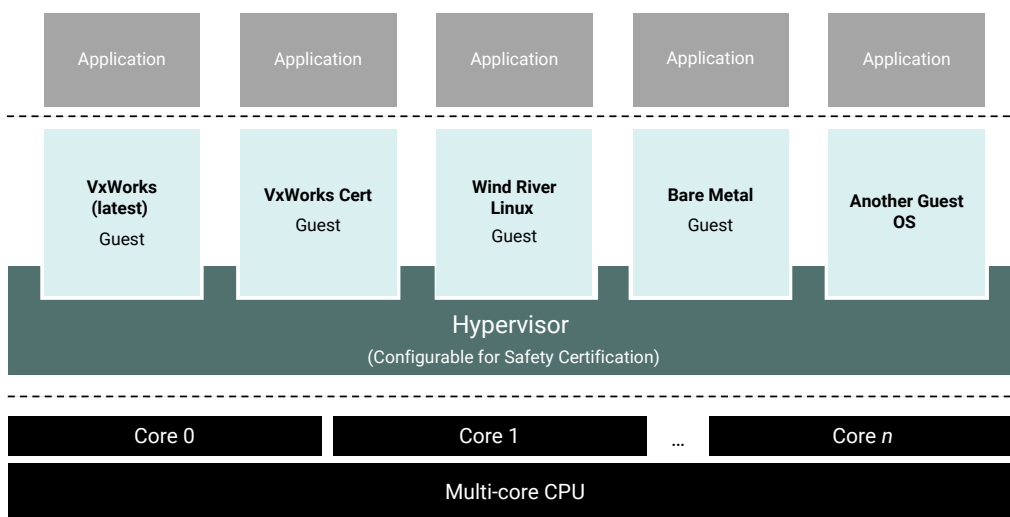 Application
Application
Application
Application
Application
VxWorks
(latest)
Guest
VxWorks Cert
Guest
Wind River
Linux
Guest
Bare Metal
Guest
Another Guest
OS
Hypervisor
(Configurable for Safety Certification)
Core 0
Core 1
...
Core n
Multi-core CPU